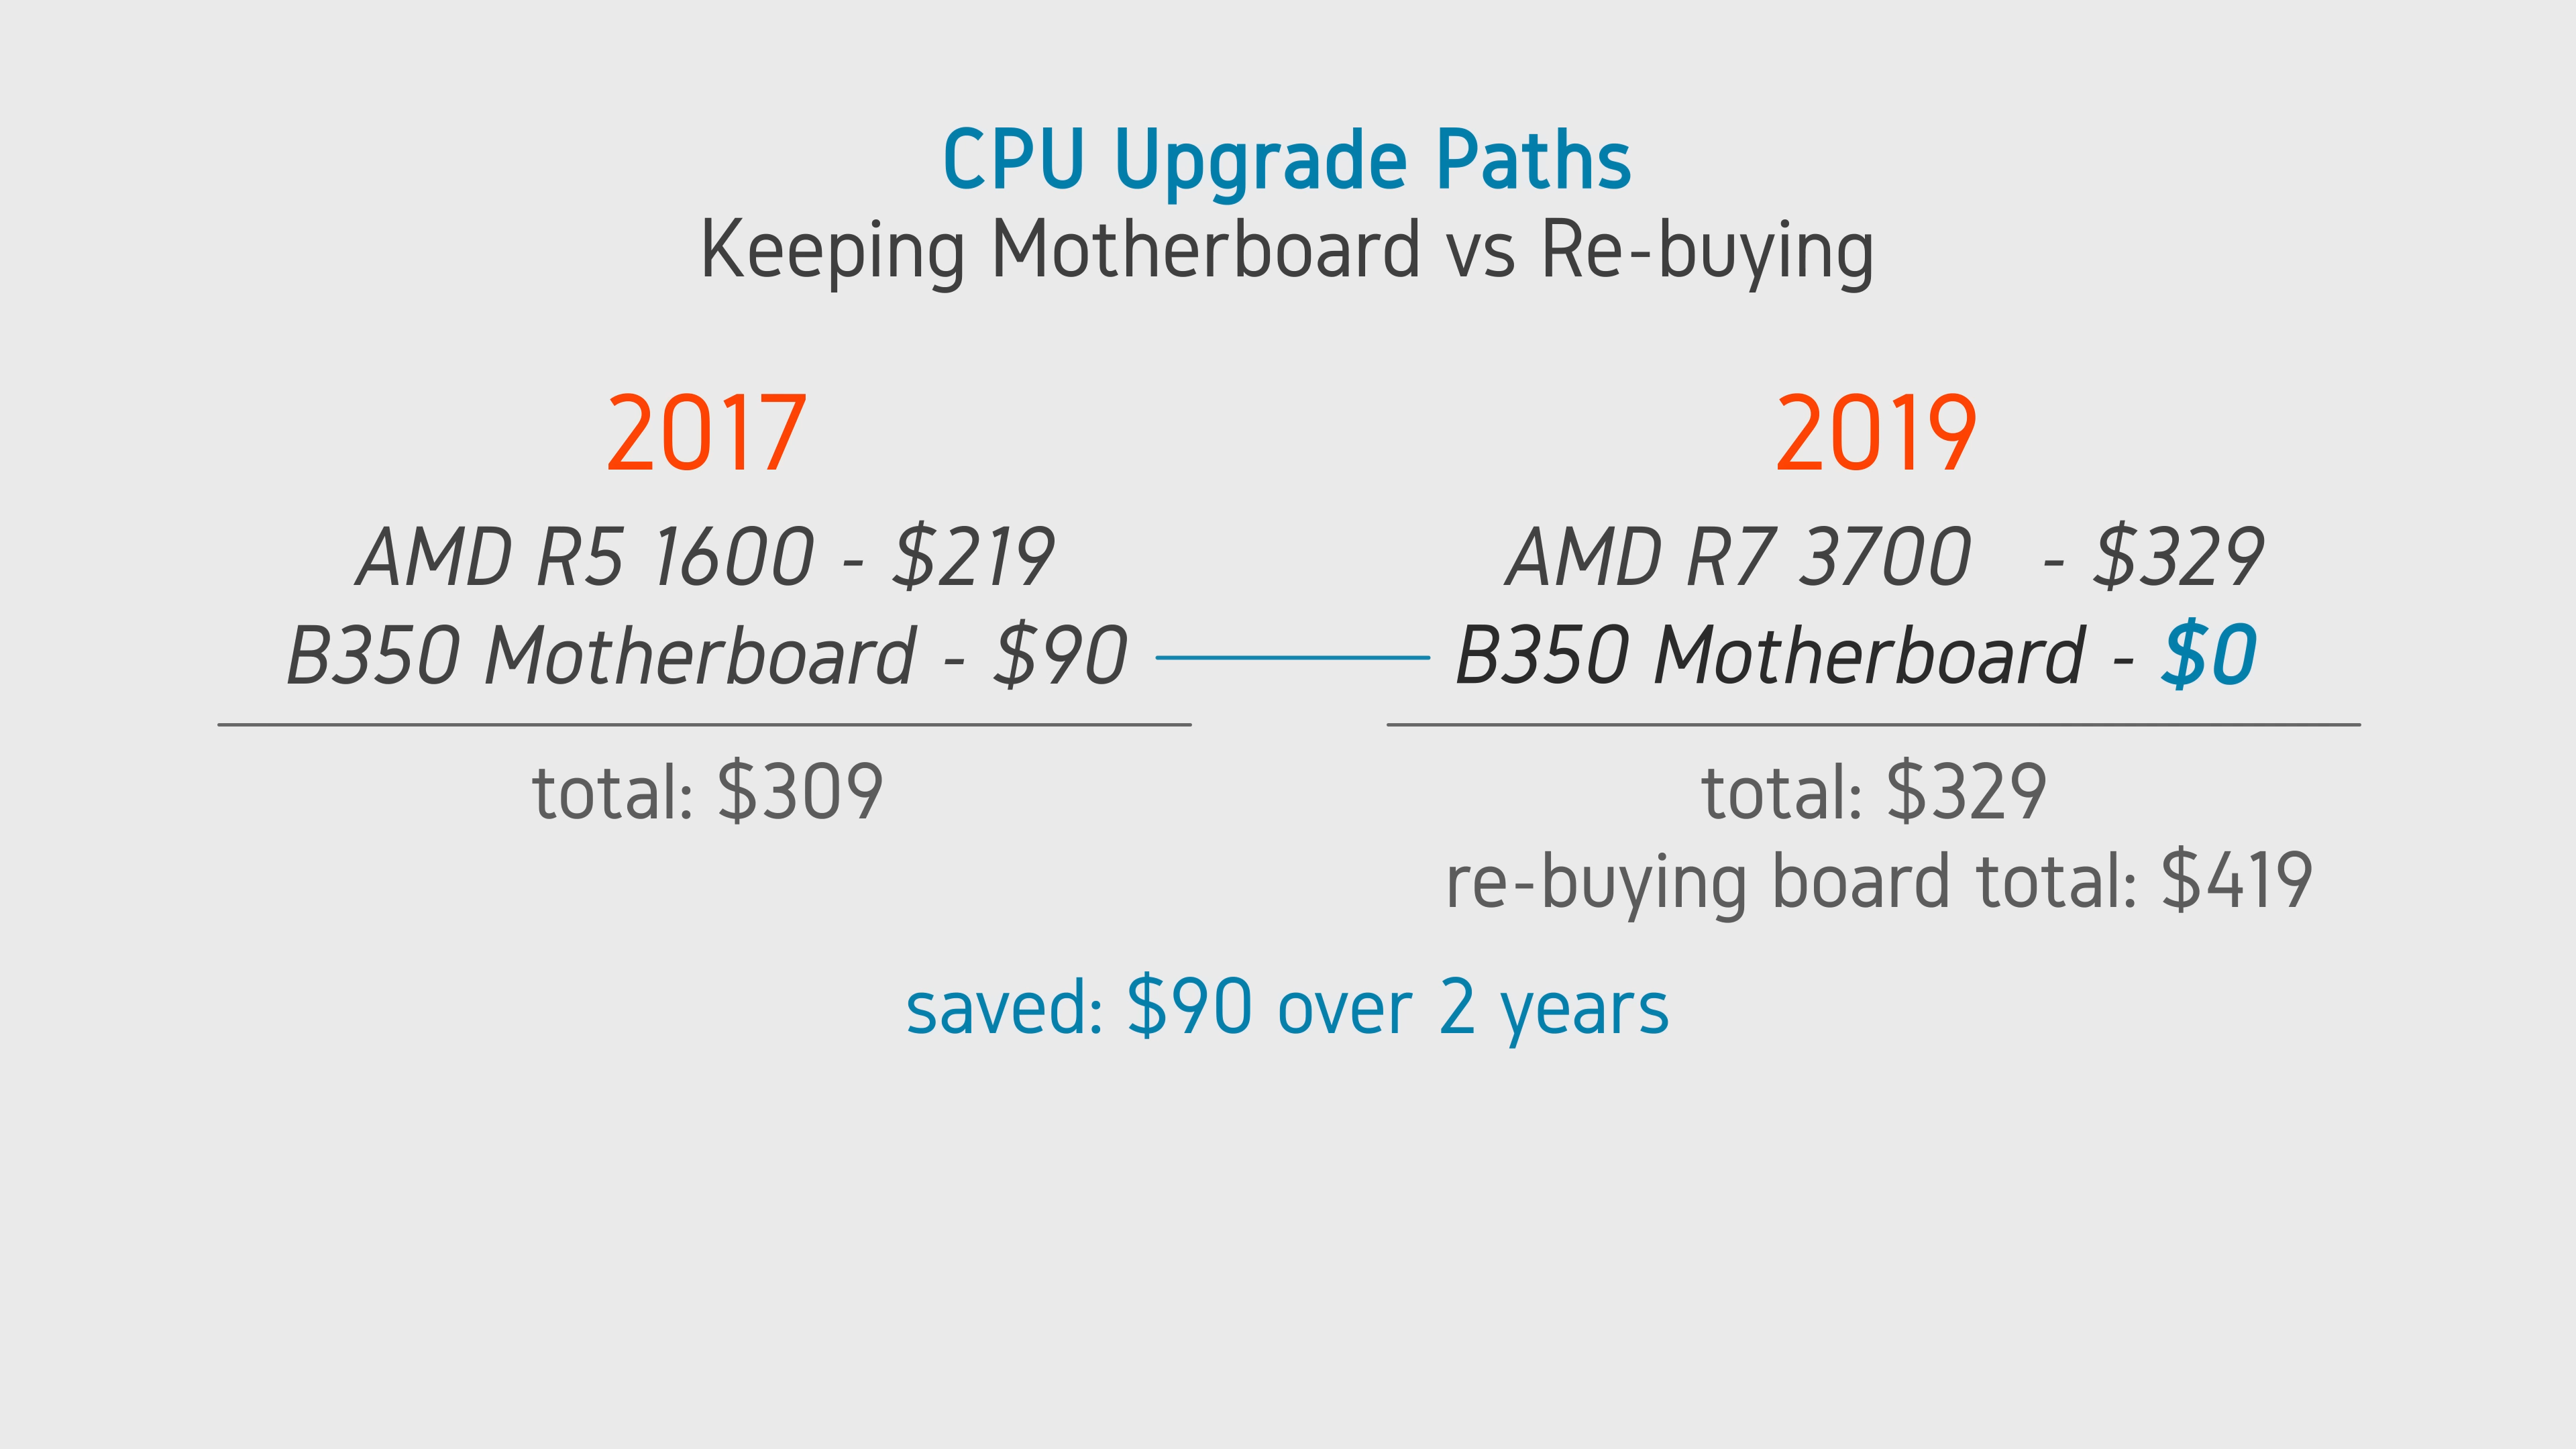 CPU Upgrade Paths
Keeping Motherboard vs Re-buying
2017
AMD R5 1600 - $219
B350 Motherboard - $90
total: $309
2019
AMD R7 3700 - $329
B350 Motherboard - $0
total: $329
re-buying board total: $419
saved: $90 over 2 years